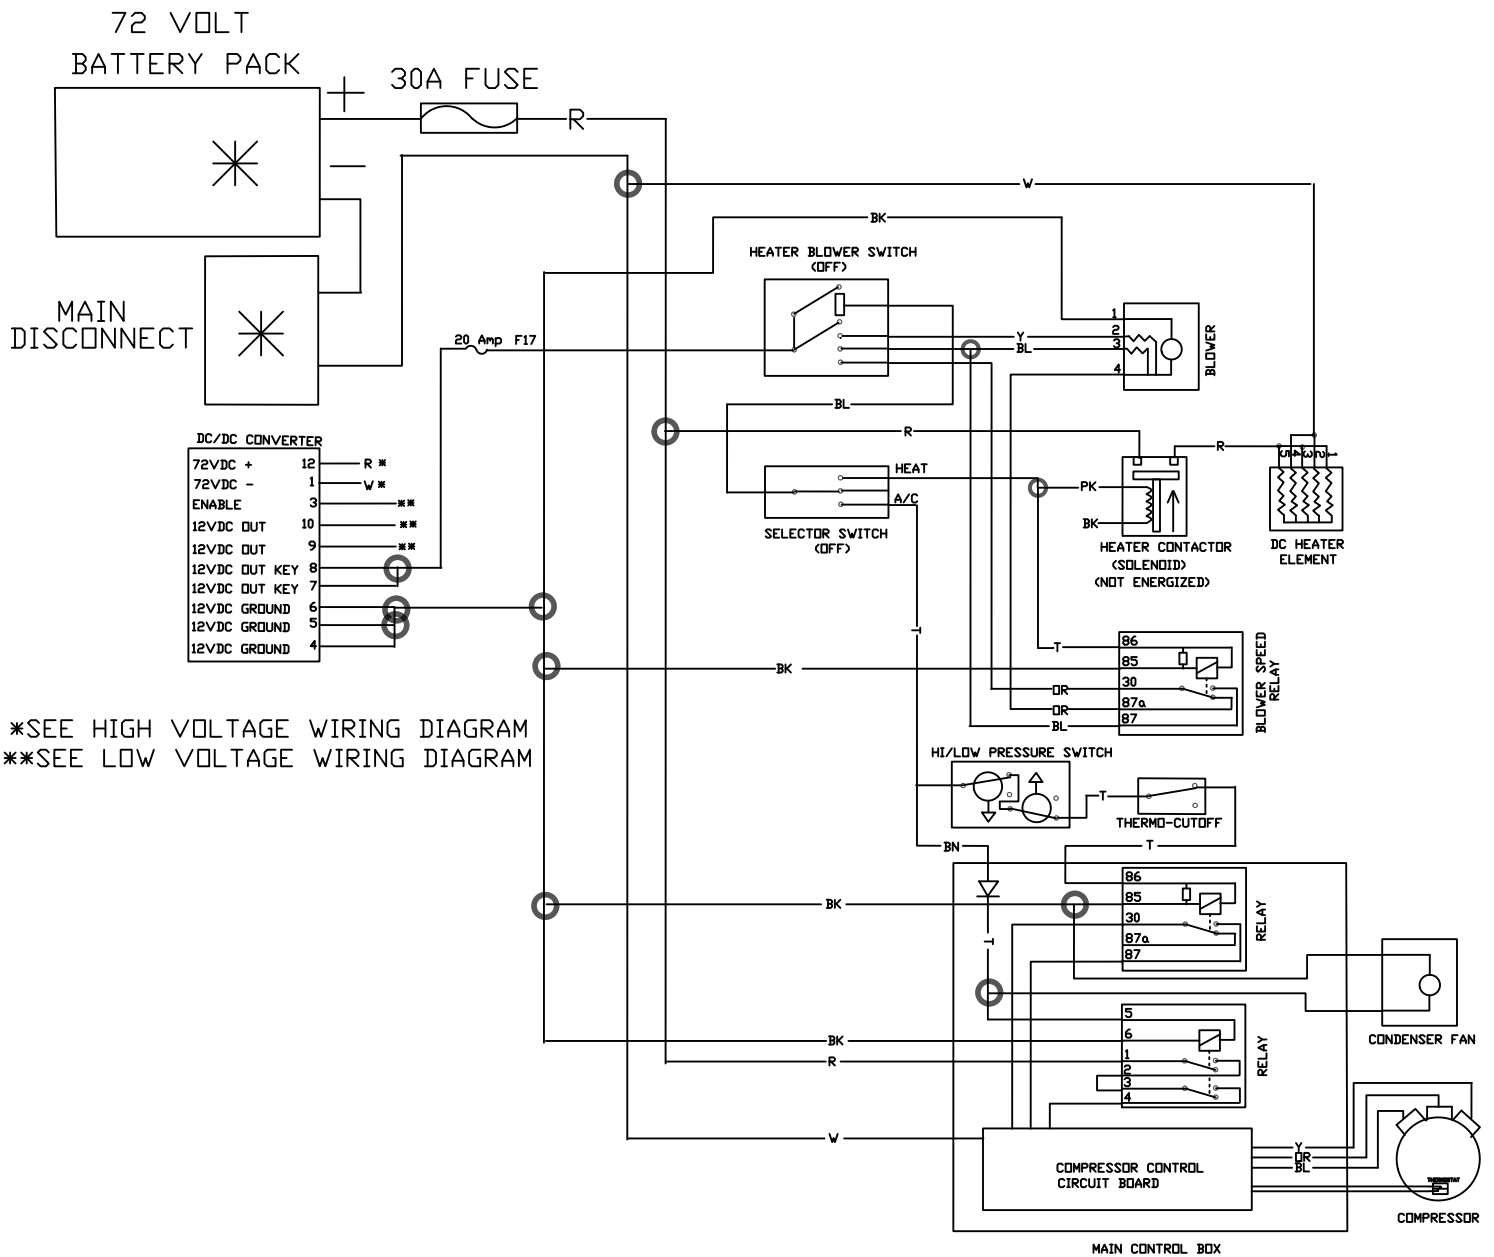 72 VOLT
BATTERY PACK
30A FUSE
R
W
BK
HEATER BLOWER SWITCH
(OFF)
MAIN
DISCONNECT
20 Amp F17
Y
BL
1
2
3
4
BLOWER
BL
R
R
DC/DC CONVERTER
72VDC + 12 R *
72VDC - 1 W *
ENABLE 3 **
12VDC OUT 10 **
12VDC OUT 9 **
12VDC OUT KEY 8
12VDC OUT KEY 7
12VDC GROUND 6
12VDC GROUND 5
12VDC GROUND 4
HEAT
A/C
SELECTOR SWITCH
(OFF)
PK
BK
HEATER CONTACTOR
(SOLENOID)
(NOT ENERGIZED)
5 4 3 2 1
DC HEATER
ELEMENT
T
T
BK
OR
OR
BL
86
85
30
87a
87
BLOWER SPEED
RELAY
*SEE HIGH VOLTAGE WIRING DIAGRAM
**SEE LOW VOLTAGE WIRING DIAGRAM
HI/LOW PRESSURE SWITCH
T
THERMO-CUTOFF
BN
T
BK
T
86
85
30
87a
87
RELAY
CONDENSER FAN
BK
R
5
6
1
2
3
4
RELAY
W
COMPRESSOR CONTROL
CIRCUIT BOARD
Y
OR
BL
THERMOSTAT
COMPRESSOR
MAIN CONTROL BOX